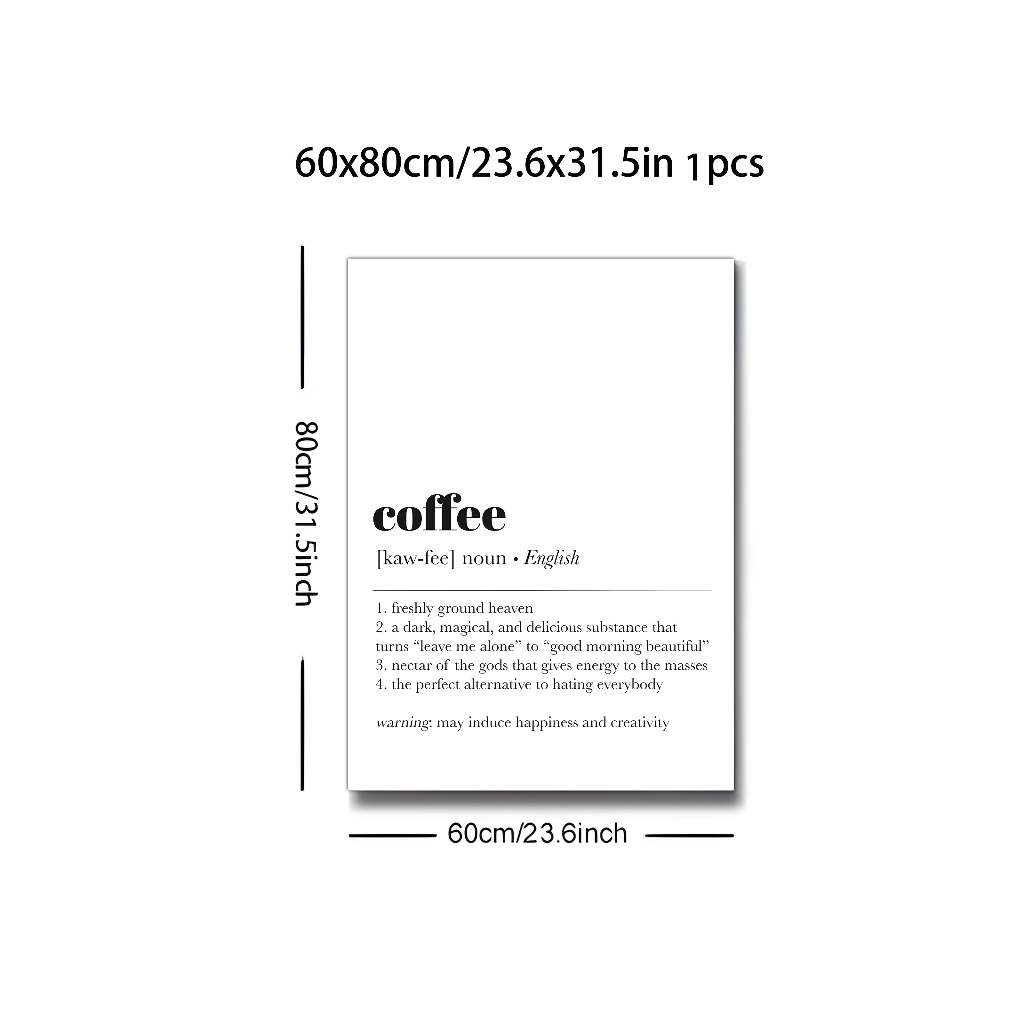 60x80cm/23.6x31.5in 1pcs
80cm/31.5inch
coffee
[kaw-fee] noun • English
1. freshly ground heaven
2. a dark, magical, and delicious substance that
turns “leave me alone” to “good morning beautiful”
3. nectar of the gods that gives energy to the masses
4. the perfect alternative to hating everybody
warning: may induce happiness and creativity
60cm/23.6inch